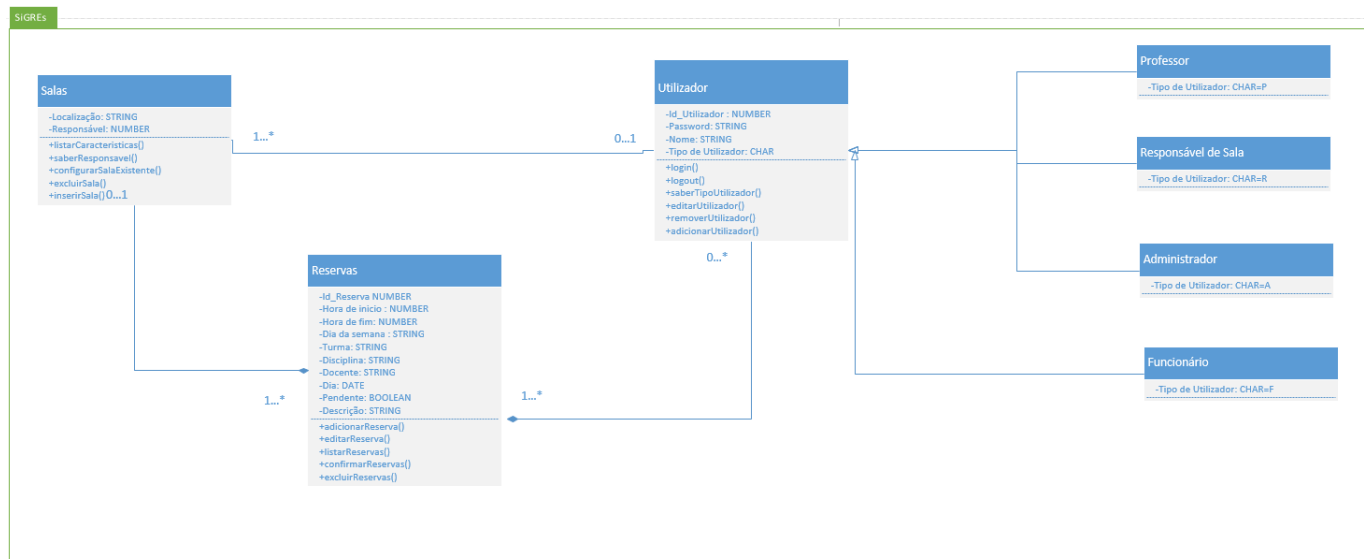 SiGREs
Salas
-Localização: STRING
-Responsável: NUMBER
+listarCaracteristicas()
+saberResponsavel()
+configurarSalaExistente()
+excluirSala()
+inserirSala()0...1
1...*
0...1
Utilizador
-Id_Utilizador : NUMBER
-Password: STRING
-Nome: STRING
-Tipo de Utilizador: CHAR
+login()
+logout()
+saberTipoUtilizador()
+editarUtilizador()
+removerUtilizador()
+adicionarUtilizador()
0...*
Reservas
-Id_Reserva NUMBER
-Hora de inicio : NUMBER
-Hora de fim: NUMBER
-Dia da semana : STRING
-Turma: STRING
-Disciplina: STRING
-Docente: STRING
-Dia: DATE
-Pendente: BOOLEAN
-Descrição: STRING
+adicionarReserva()
+editarReserva()
+listarReservas()
+confirmarReservas()
+excluirReservas()
1...*
1...*
Professor
-Tipo de Utilizador: CHAR=P
Responsável de Sala
-Tipo de Utilizador: CHAR=R
Administrador
-Tipo de Utilizador: CHAR=A
Funcionário
-Tipo de Utilizador: CHAR=F